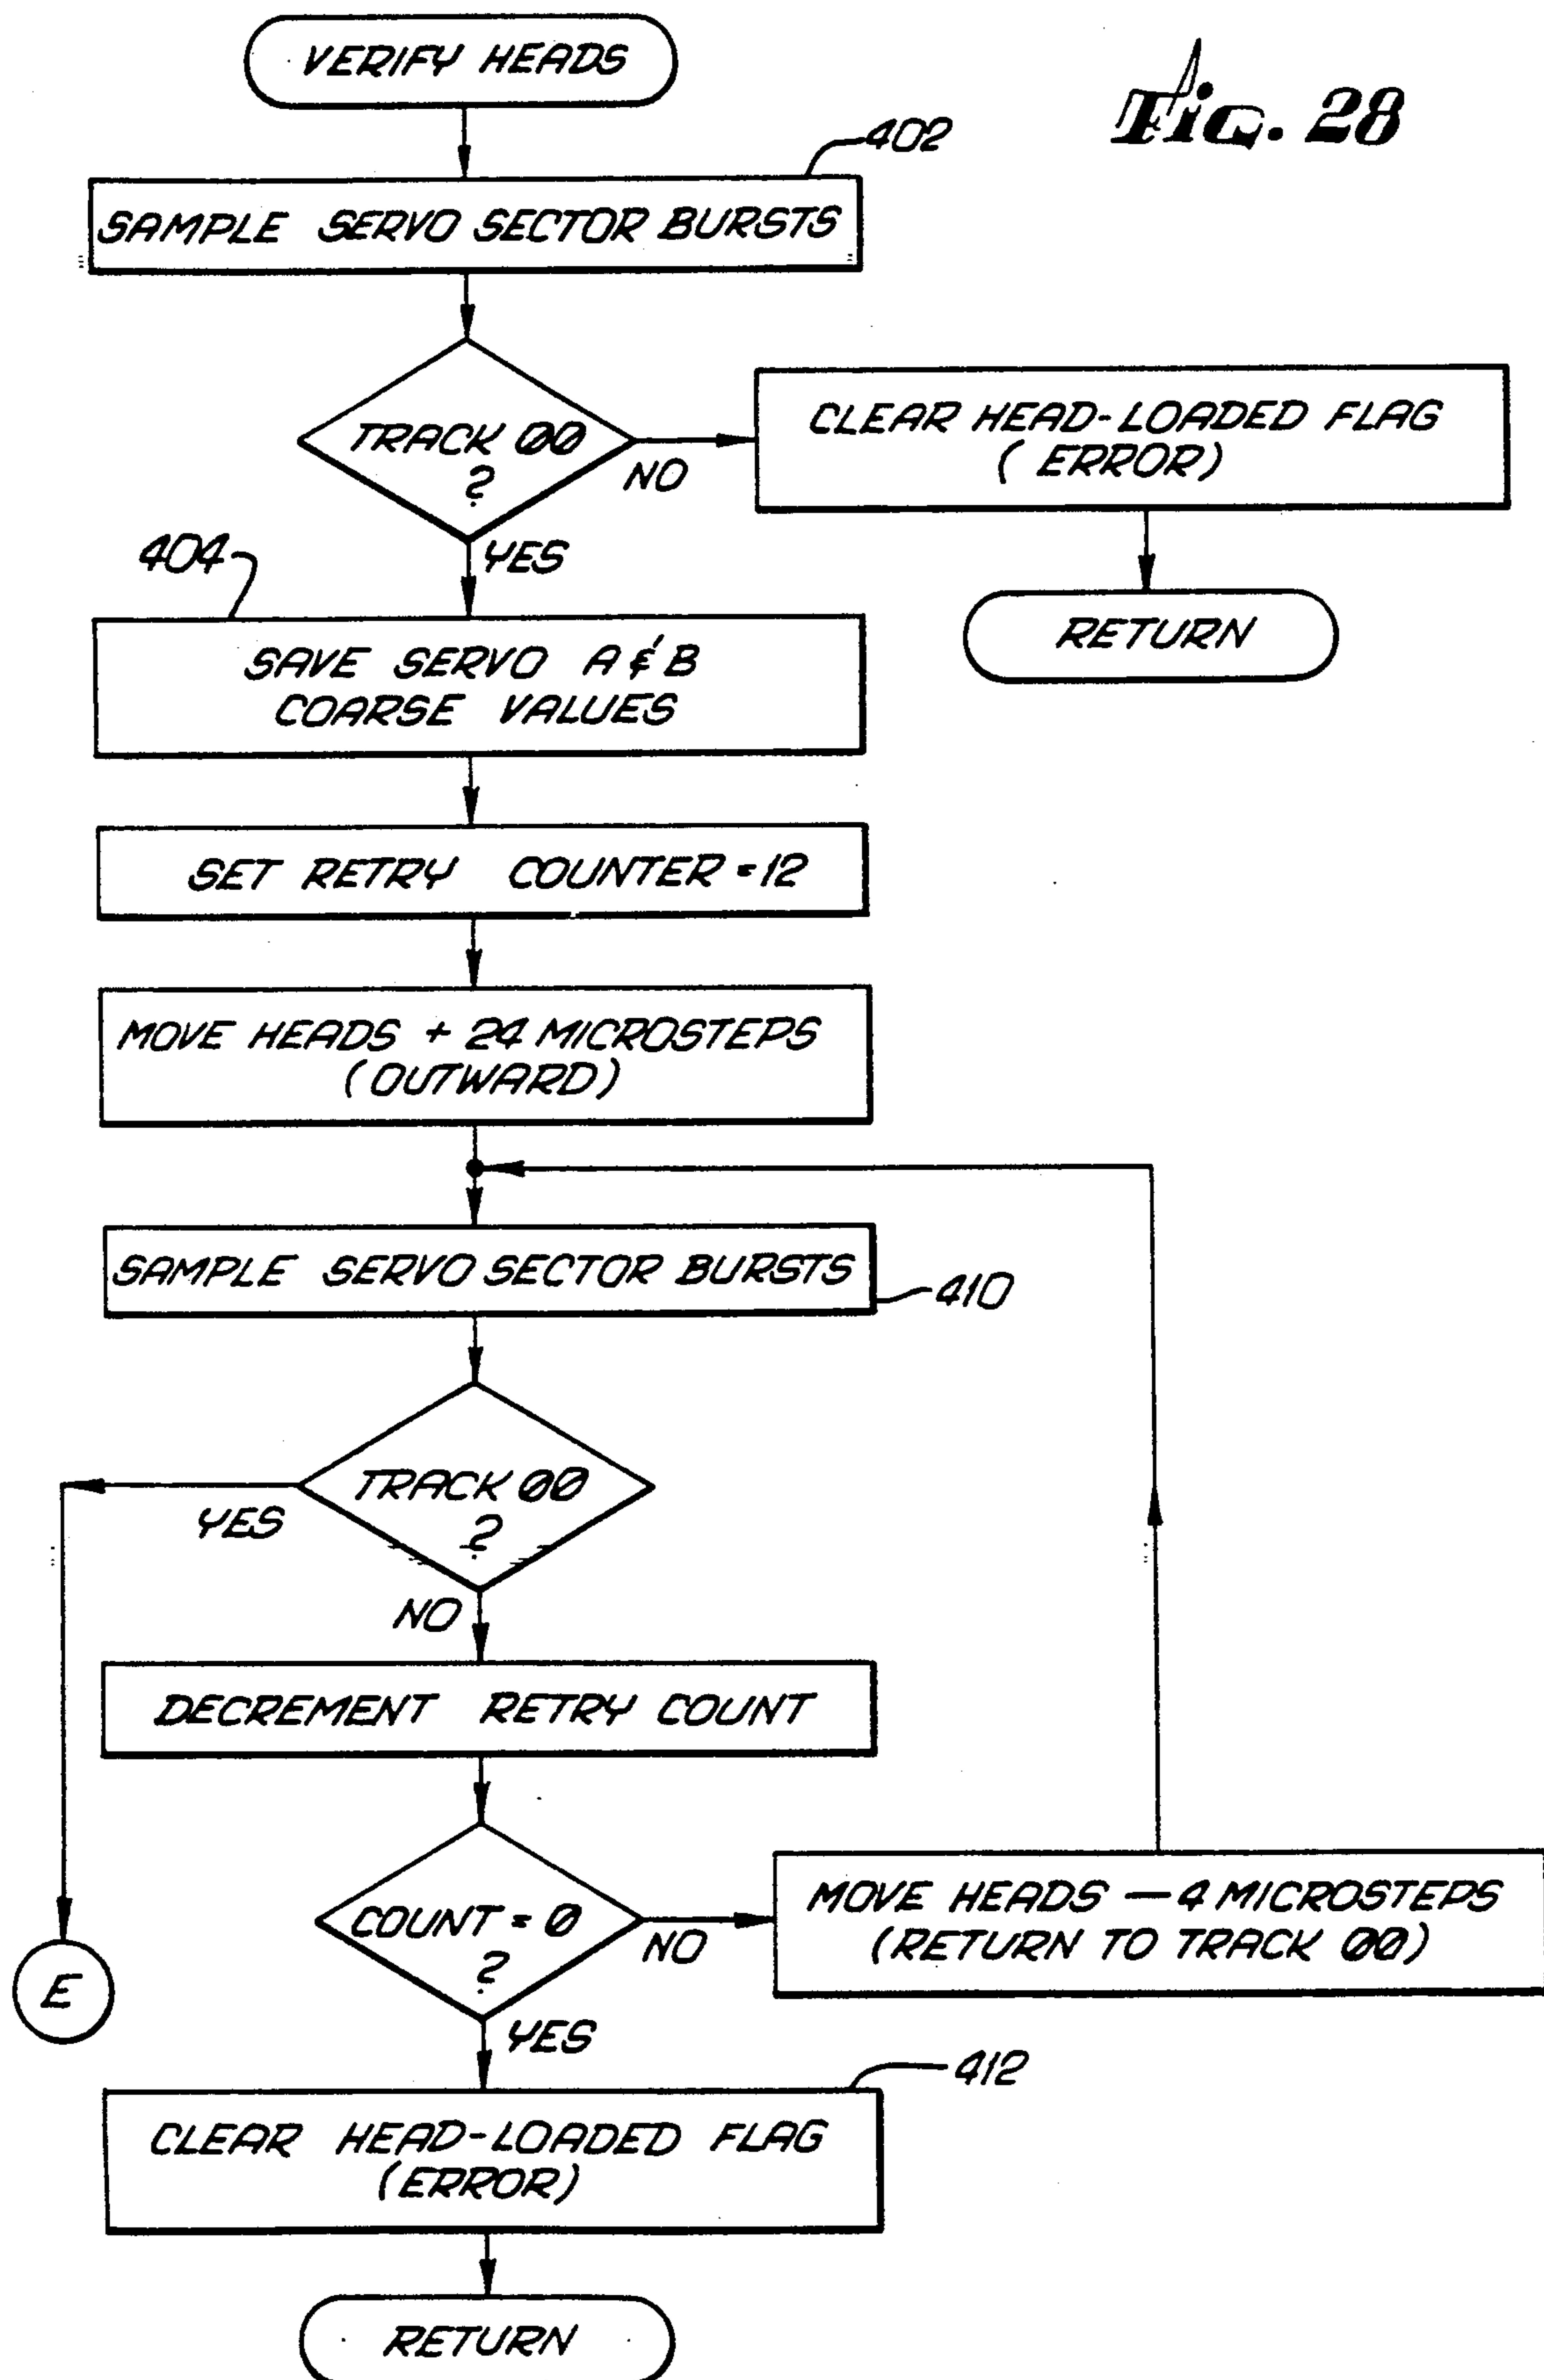 VERIFY HEADS
Fig. 28
402
SAMPLE SERVO SECTOR BURSTS
TRACK 00
?
NO
CLEAR HEAD-LOADED FLAG
(ERROR)
RETURN
YES
404
SAVE SERVO A & B
COARSE VALUES
SET RETRY COUNTER = 12
MOVE HEADS + 24 MICROSTEPS
(OUTWARD)
SAMPLE SERVO SECTOR BURSTS
410
TRACK 00
?
YES
NO
DECREMENT RETRY COUNT
COUNT = 0
?
NO
MOVE HEADS — 4 MICROSTEPS
(RETURN TO TRACK 00)
E
YES
412
CLEAR HEAD-LOADED FLAG
(ERROR)
RETURN